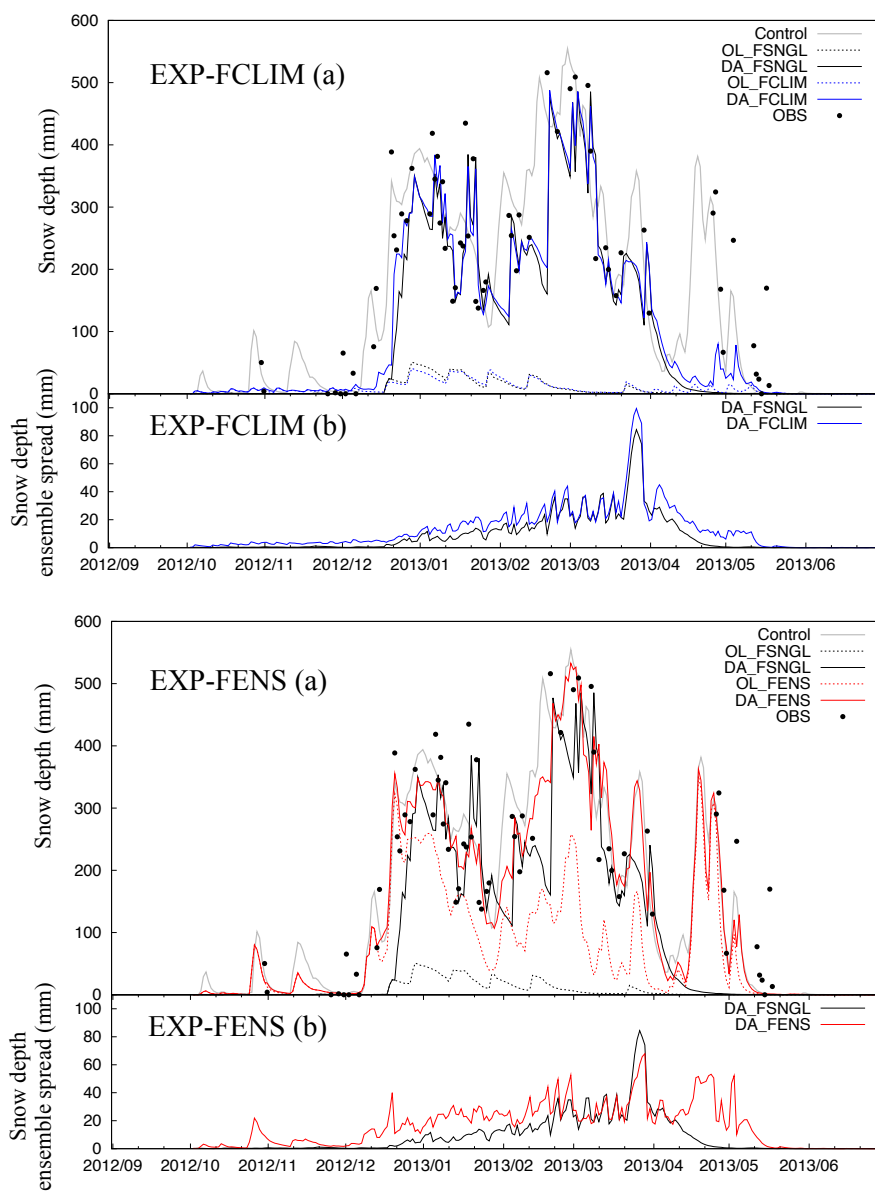 600
500
400
300
200
100
0
Snow depth (mm)
EXP-FCLIM (a)
Control
OL_FSNGL
DA_FSNGL
OL_FCLIM
DA_FCLIM
OBS
100
80
60
40
20
0
Snow depth
ensemble spread (mm)
EXP-FCLIM (b)
DA_FSNGL
DA_FCLIM
2012/09 2012/10 2012/11 2012/12 2013/01 2013/02 2013/03 2013/04 2013/05 2013/06
600
500
400
300
200
100
0
Snow depth (mm)
EXP-FENS (a)
Control
OL_FSNGL
DA_FSNGL
OL_FENS
DA_FENS
OBS
100
80
60
40
20
0
Snow depth
ensemble spread (mm)
EXP-FENS (b)
DA_FSNGL
DA_FENS
2012/09 2012/10 2012/11 2012/12 2013/01 2013/02 2013/03 2013/04 2013/05 2013/06